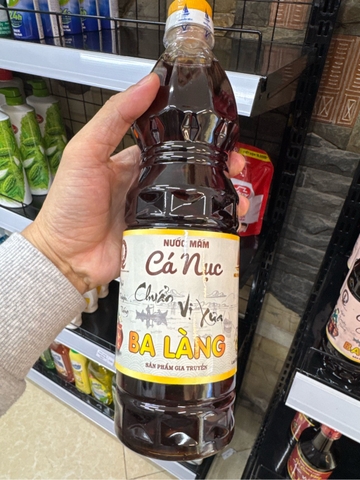 NƯỚC MẮM
Cá Nục
Chuẩn Vị Xưa
BA LÀNG
SẢN PHẨM GIA TRUYỀN